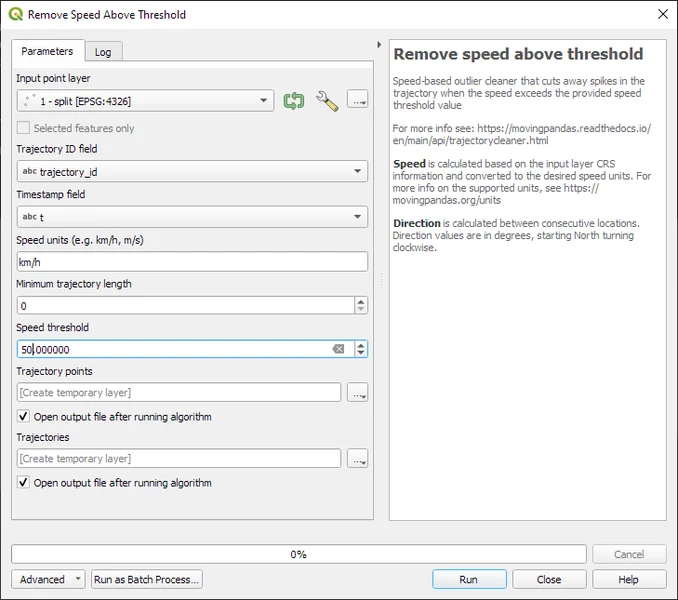 Remove Speed Above Threshold
Parameters
Log
Input point layer
1 - split [EPSG:4326]
...
Selected features only
Trajectory ID field
abc trajectory_id
Timestamp field
abc t
Speed units (e.g. km/h, m/s)
km/h
Minimum trajectory length
0
Speed threshold
50.000000
Trajectory points
[Create temporary layer]
...
Open output file after running algorithm
Trajectories
[Create temporary layer]
...
Open output file after running algorithm
Remove speed above threshold
Speed-based outlier cleaner that cuts away spikes in the
trajectory when the speed exceeds the provided speed
threshold value
For more info see: https://movingpandas.readthedocs.io/
en/main/api/trajectorycleaner.html
Speed is calculated based on the input layer CRS
information and converted to the desired speed units. For
more info on the supported units, see https://
movingpandas.org/units
Direction is calculated between consecutive locations.
Direction values are in degrees, starting North turning
clockwise.
0%
Cancel
Advanced
Run as Batch Process...
Run
Close
Help